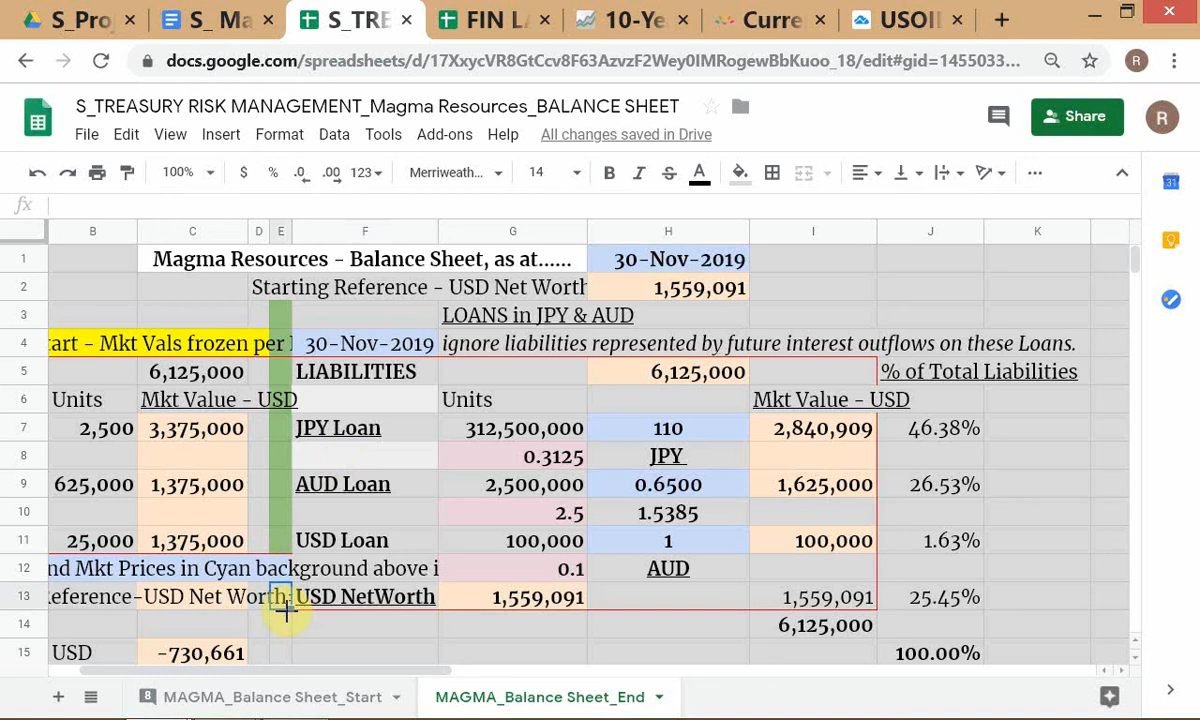 S_Proj
S_ Ma
S_TRE
FIN LA
10-Ye
Curre
USOIL
docs.google.com/spreadsheets/d/17XxycVR8GtCcv8F63AzvzF2Wey0IMRogewBbKuoo_18/edit#gid=1455033...
R
S_TREASURY RISK MANAGEMENT_Magma Resources_BALANCE SHEET
File Edit View Insert Format Data Tools Add-ons Help All changes saved in Drive
Share
R
100% $ % .0 .00 123 Merriweath... 14 B I S A
fx
B C D E F G H I J K
1 Magma Resources - Balance Sheet, as at...... 30-Nov-2019
2 Starting Reference - USD Net Worth 1,559,091
3 LOANS in JPY & AUD
4 tart - Mkt Vals frozen per 30-Nov-2019 ignore liabilities represented by future interest outflows on these Loans.
5 6,125,000 LIABILITIES 6,125,000 % of Total Liabilities
6 Units Mkt Value - USD Units Mkt Value - USD
7 2,500 3,375,000 JPY Loan 312,500,000 110 2,840,909 46.38%
8 0.3125 JPY
9 625,000 1,375,000 AUD Loan 2,500,000 0.6500 1,625,000 26.53%
10 2.5 1.5385
11 25,000 1,375,000 USD Loan 100,000 1 100,000 1.63%
12 nd Mkt Prices in Cyan background above i 0.1 AUD
13 eference-USD Net Worth USD NetWorth 1,559,091 1,559,091 25.45%
14 6,125,000
15 USD -730,661 100.00%
8 MAGMA_Balance Sheet_Start MAGMA_Balance Sheet_End
31